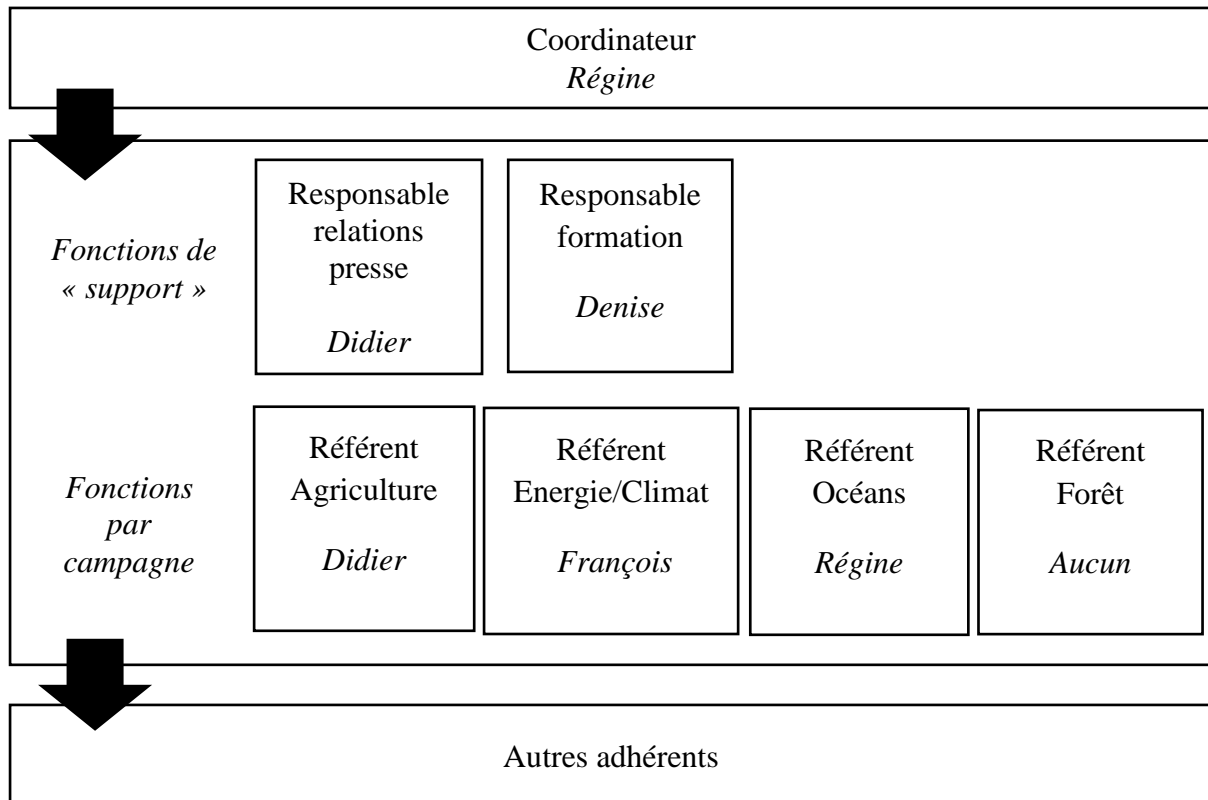 Coordinateur
Régine
Fonctions de
« support »
Responsable
relations
presse
Didier
Responsable
formation
Denise
Fonctions
par
campagne
Référent
Agriculture
Didier
Référent
Energie/Climat
François
Référent
Océans
Régine
Référent
Forêt
Aucun
Autres adhérents